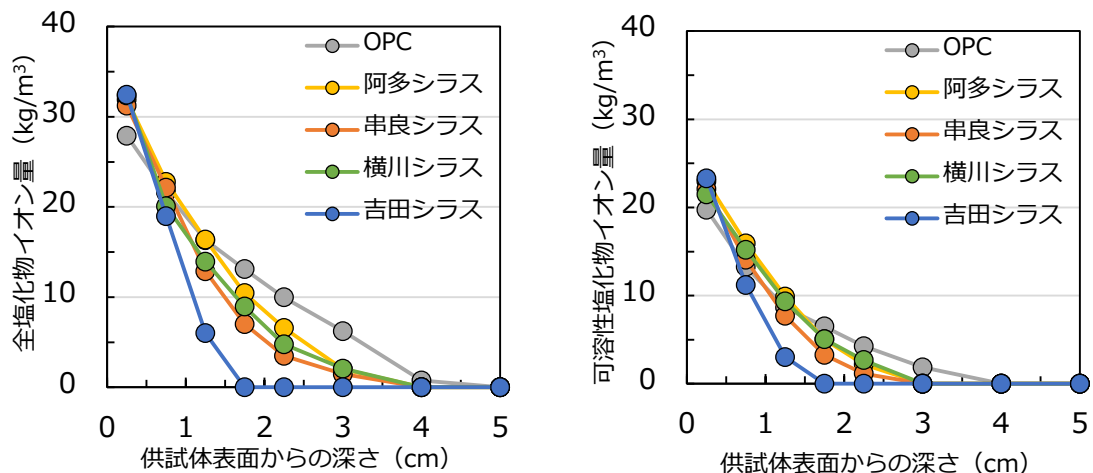 全塩化物イオン量（kg/m³）
40
30
20
10
0
OPC
阿多シラス
串良シラス
横川シラス
吉田シラス
0 1 2 3 4 5
供試体表面からの深さ（cm）
可溶性塩化物イオン量（kg/m³）
40
30
20
10
0
OPC
阿多シラス
串良シラス
横川シラス
吉田シラス
0 1 2 3 4 5
供試体表面からの深さ（cm）